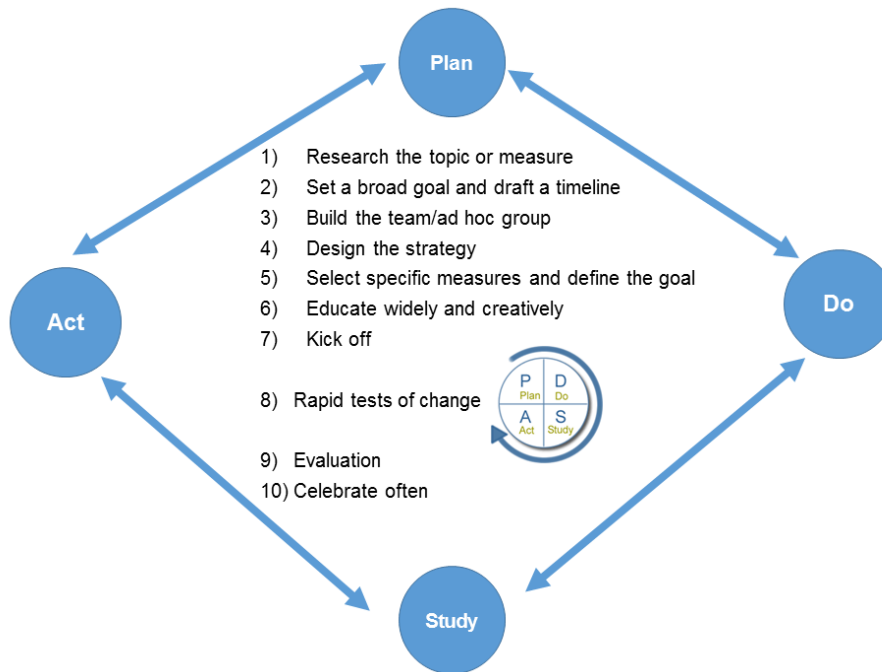 Plan
1) Research the topic or measure
2) Set a broad goal and draft a timeline
3) Build the team/ad hoc group
4) Design the strategy
5) Select specific measures and define the goal
6) Educate widely and creatively
7) Kick off
Act
Do
8) Rapid tests of change
P D
Plan Do
A S
Act Study
9) Evaluation
10) Celebrate often
Study